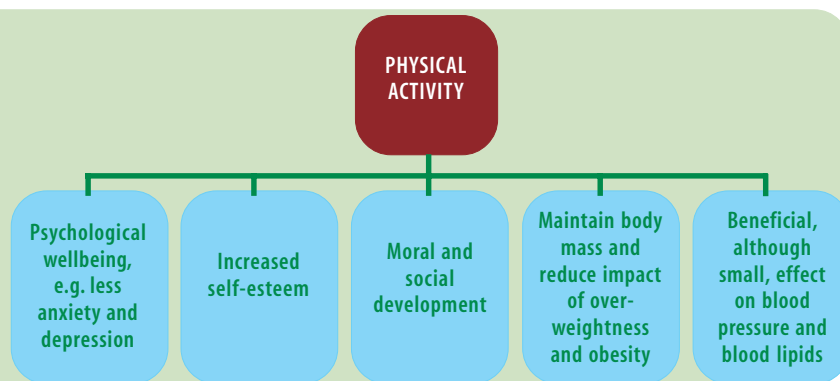 PHYSICAL
ACTIVITY
Psychological
wellbeing,
e.g. less
anxiety and
depression
Increased
self-esteem
Moral and
social
development
Maintain body
mass and
reduce impact
of over-
weightness
and obesity
Beneficial,
although
small, effect
on blood
pressure and
blood lipids